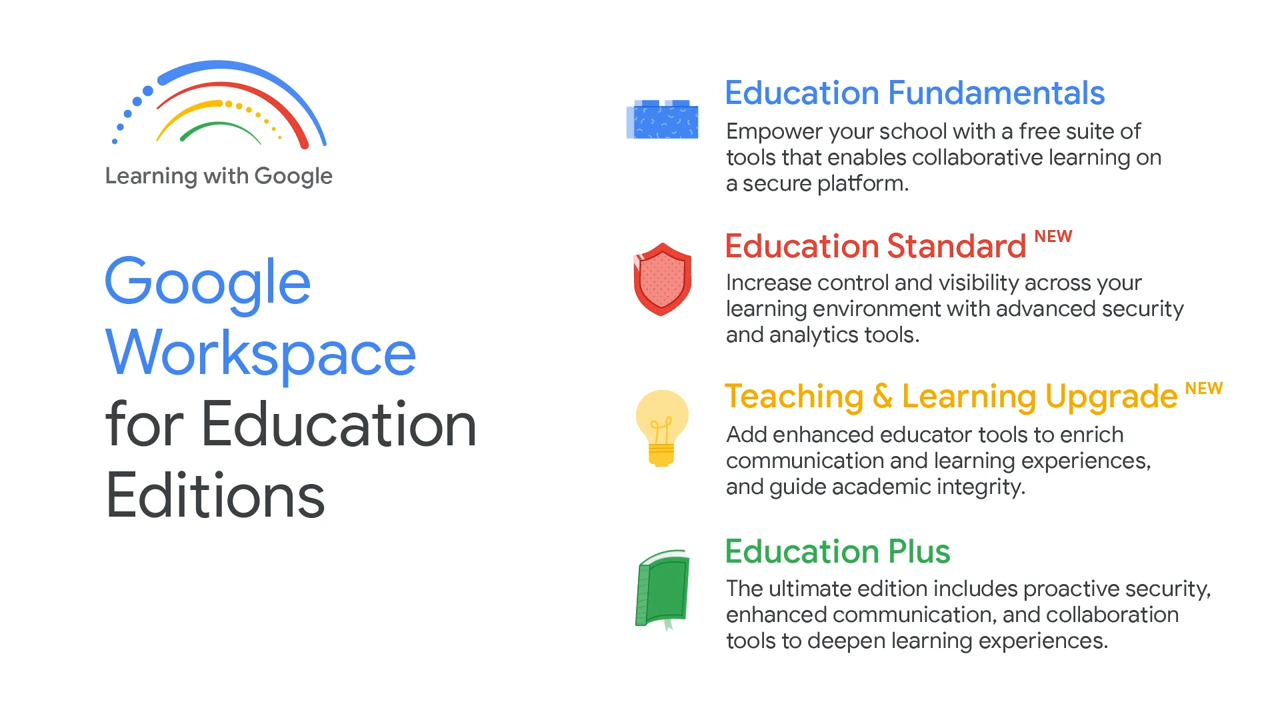 Learning with Google
Google
Workspace
for Education
Editions
Education Fundamentals
Empower your school with a free suite of
tools that enables collaborative learning on
a secure platform.
Education Standard NEW
Increase control and visibility across your
learning environment with advanced security
and analytics tools.
Teaching & Learning Upgrade NEW
Add enhanced educator tools to enrich
communication and learning experiences,
and guide academic integrity.
Education Plus
The ultimate edition includes proactive security,
enhanced communication, and collaboration
tools to deepen learning experiences.